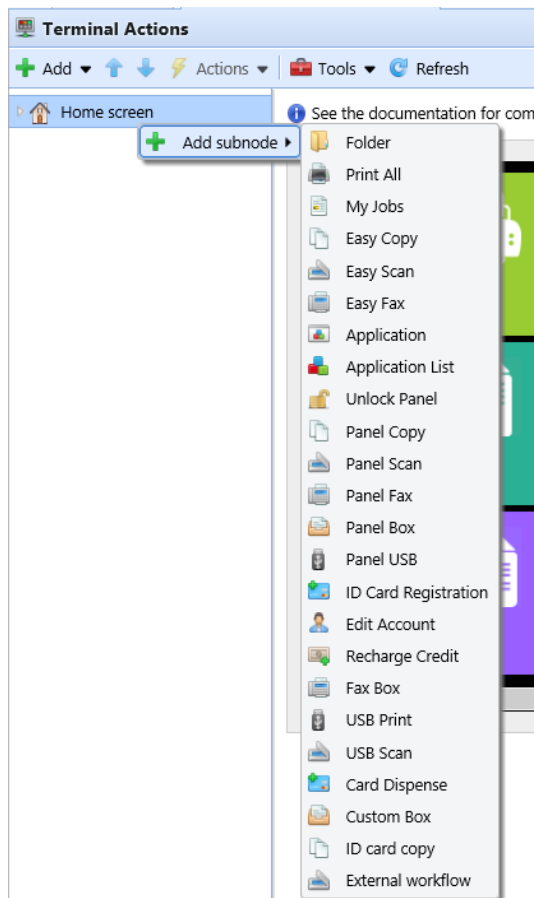 Terminal Actions
Add Actions Tools Refresh
Home screen
See the documentation for com
Add subnode
Folder
Print All
My Jobs
Easy Copy
Easy Scan
Easy Fax
Application
Application List
Unlock Panel
Panel Copy
Panel Scan
Panel Fax
Panel Box
Panel USB
ID Card Registration
Edit Account
Recharge Credit
Fax Box
USB Print
USB Scan
Card Dispense
Custom Box
ID card copy
External workflow